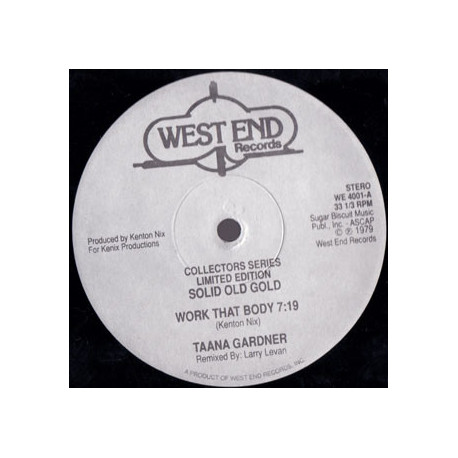 WEST END
Records
STERO
WE 4001-A
33 1/3 RPM
Sugar Biscuit Music
Publ., Inc. - ASCAP
© ℗ 1979
West End Records
Produced by Kenton Nix
For Kenix Productions
COLLECTORS SERIES
LIMITED EDITION
SOLID OLD GOLD
WORK THAT BODY 7:19
(Kenton Nix)
TAANA GARDNER
Remixed By: Larry Levan
A PRODUCT OF WEST END RECORDS, INC.